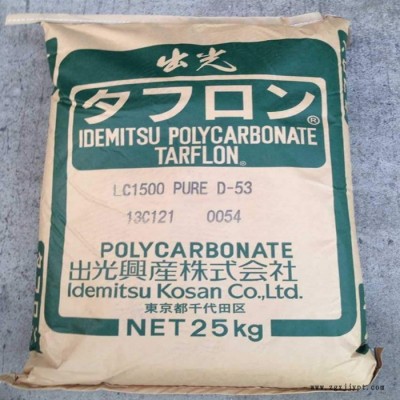 出光
タフロン®
IDEMITSU POLYCARBONATE
TARFLON®
LC1500 PURE D-53
13C121 0054
POLYCARBONATE
出光興産株式会社
Idemitsu Kosan Co.,Ltd.
東京都千代田区
NET 25kg